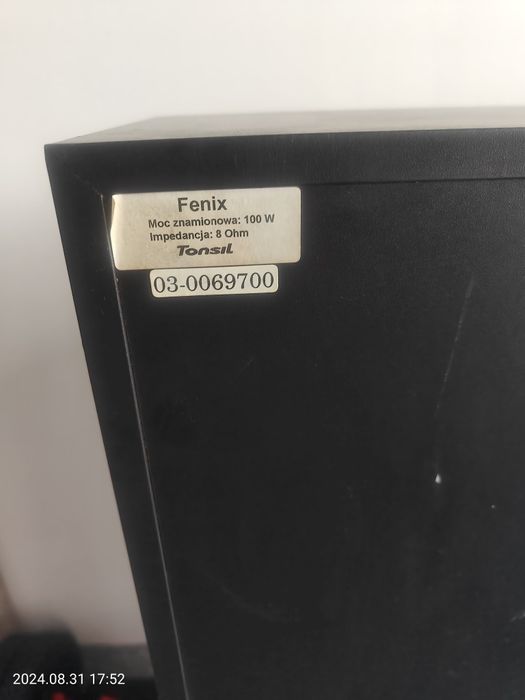 Fenix
Moc znamionowa: 100 W
Impedancja: 8 Ohm
Tonsil
03-0069700
2024.08.31 17:52